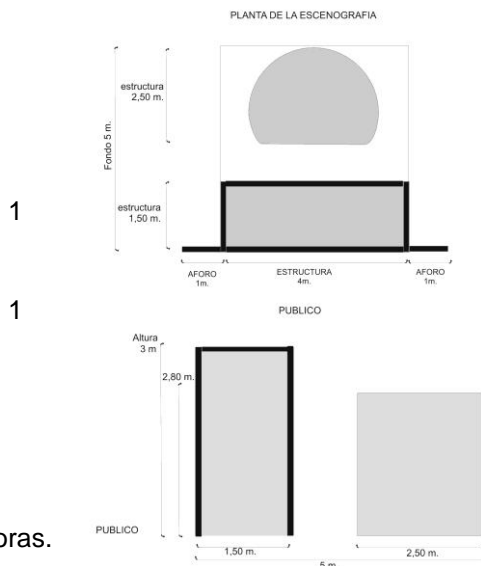 PLANTA DE LA ESCENOGRAFIA
estructura
2,50 m.
Fondo 5 m.
1
estructura
1,50 m.
AFORO
1m.
ESTRUCTURA
4m.
AFORO
1m.
1
PUBLICO
Altura
3 m
2,80 m.
PUBLICO
1,50 m.
2,50 m.
5 m.